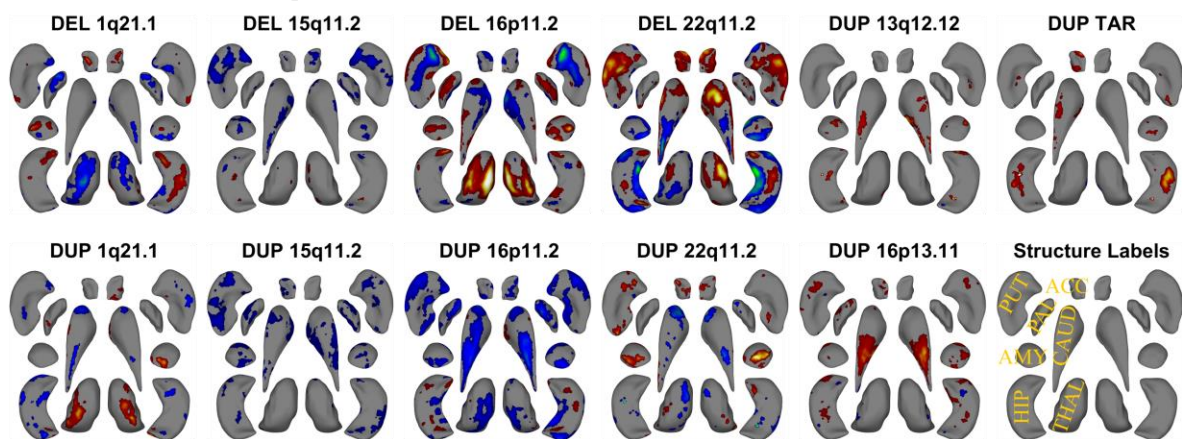 DEL 1q21.1 DEL 15q11.2 DEL 16p11.2 DEL 22q11.2 DUP 13q12.12 DUP TAR
DUP 1q21.1 DUP 15q11.2 DUP 16p11.2 DUP 22q11.2 DUP 16p13.11 Structure Labels
PUT
PAL
ACC
AMY
CAUD
HIP
THAL